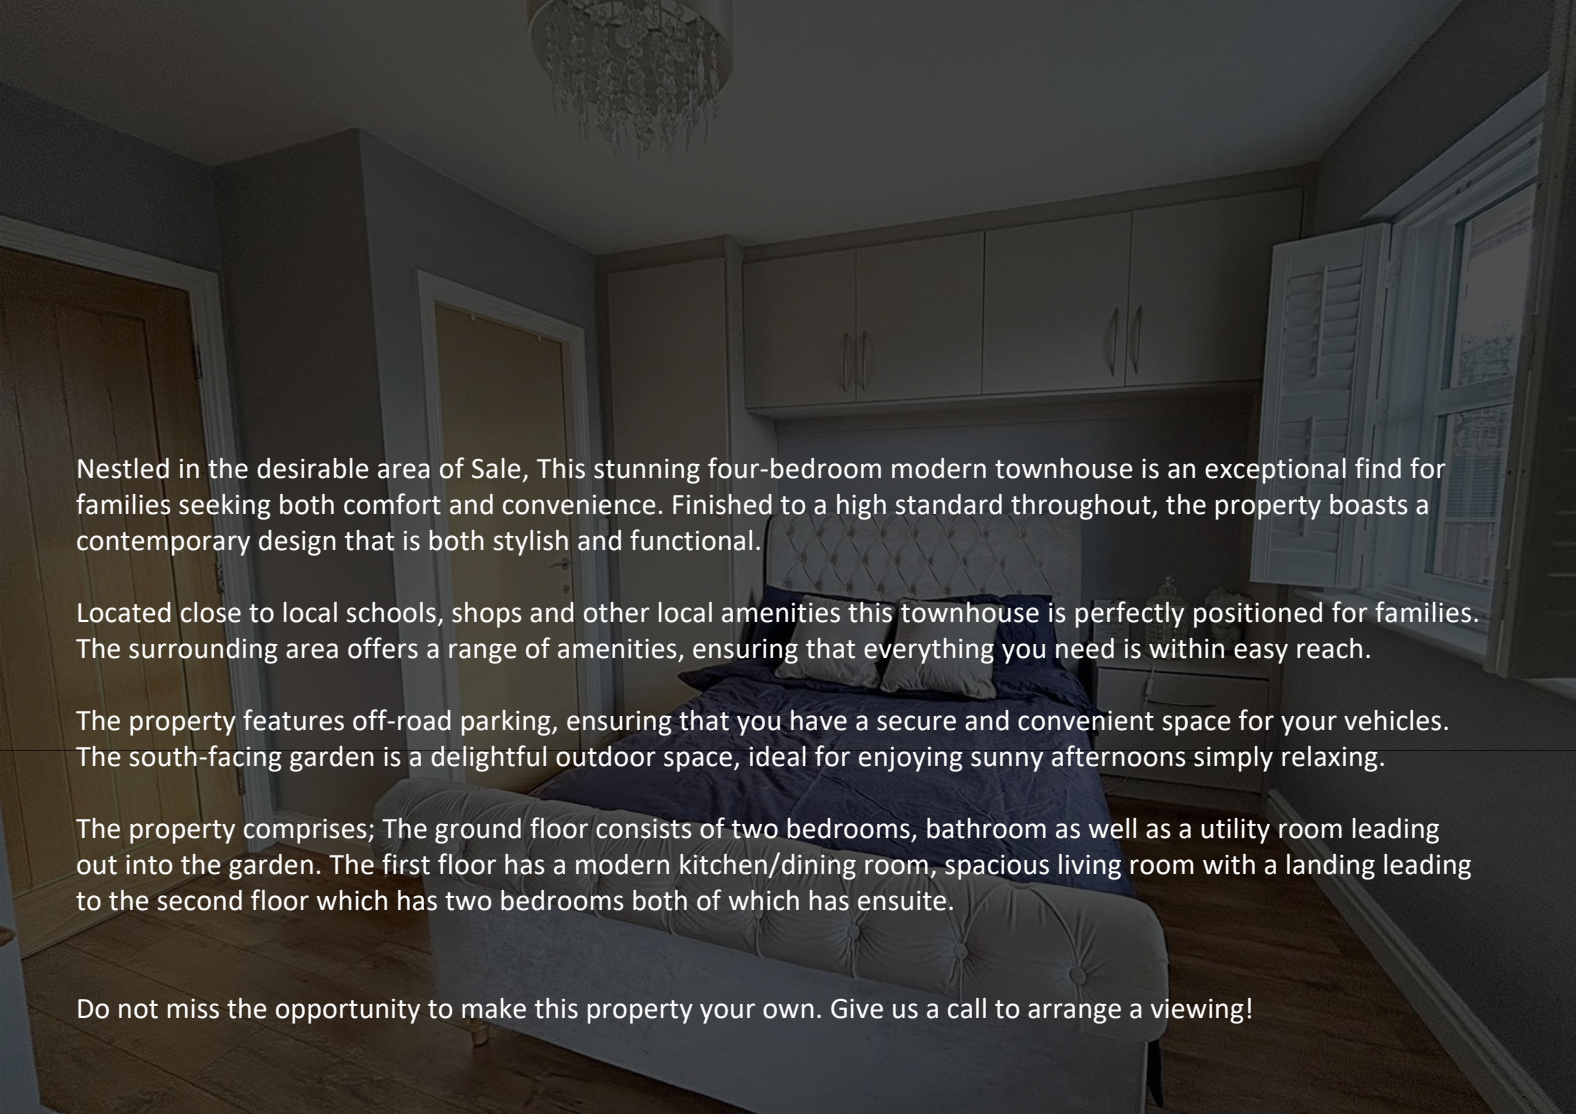 Nestled in the desirable area of Sale, This stunning four-bedroom modern townhouse is an exceptional find for
families seeking both comfort and convenience. Finished to a high standard throughout, the property boasts a
contemporary design that is both stylish and functional.
Located close to local schools, shops and other local amenities this townhouse is perfectly positioned for families.
The surrounding area offers a range of amenities, ensuring that everything you need is within easy reach.
The property features off-road parking, ensuring that you have a secure and convenient space for your vehicles.
The south-facing garden is a delightful outdoor space, ideal for enjoying sunny afternoons simply relaxing.
The property comprises; The ground floor consists of two bedrooms, bathroom as well as a utility room leading
out into the garden. The first floor has a modern kitchen/dining room, spacious living room with a landing leading
to the second floor which has two bedrooms both of which has ensuite.
Do not miss the opportunity to make this property your own. Give us a call to arrange a viewing!